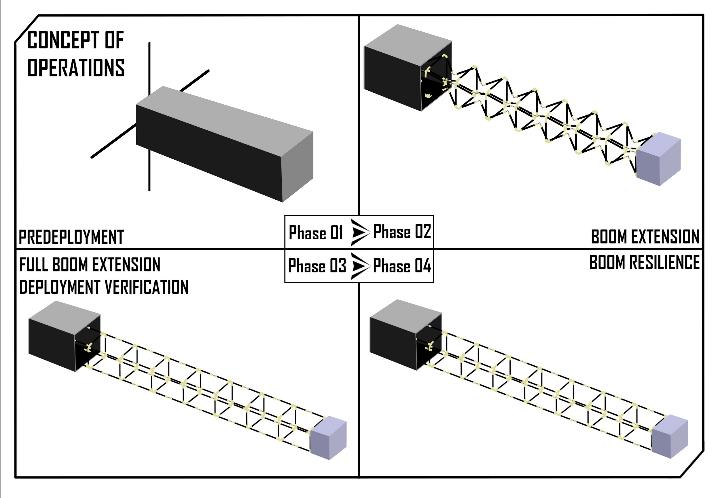 CONCEPT OF
OPERATIONS
PREDEPLOYMENT
Phase 01 Phase 02
BOOM EXTENSION
FULL BOOM EXTENSION
DEPLOYMENT VERIFICATION
Phase 03 Phase 04
BOOM RESILIENCE